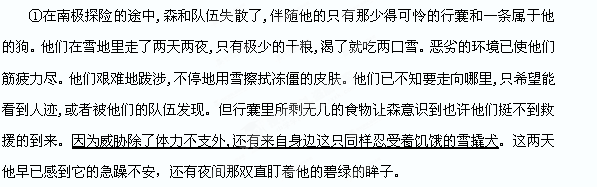 ①在南极探险的途中,森和队伍失散了,伴随他的只有那少得可怜的行囊和一条属于他
的狗。他们在雪地里走了两天两夜,只有极少的干粮,渴了就吃两口雪。恶劣的环境已使他们
筋疲力尽。他们艰难地跋涉,不停地用雪擦拭冻僵的皮肤。他们已不知要走向哪里,只希望能
看到人迹,或者被他们的队伍发现。但行囊里所剩无几的食物让森意识到也许他们挺不到救
援的到来。因为威胁除了体力不支外,还有来自身边这只同样忍受着饥饿的雪撬犬。这两天
他早已感到它的急躁不安，还有夜间那双直盯着他的碧绿的眸子。